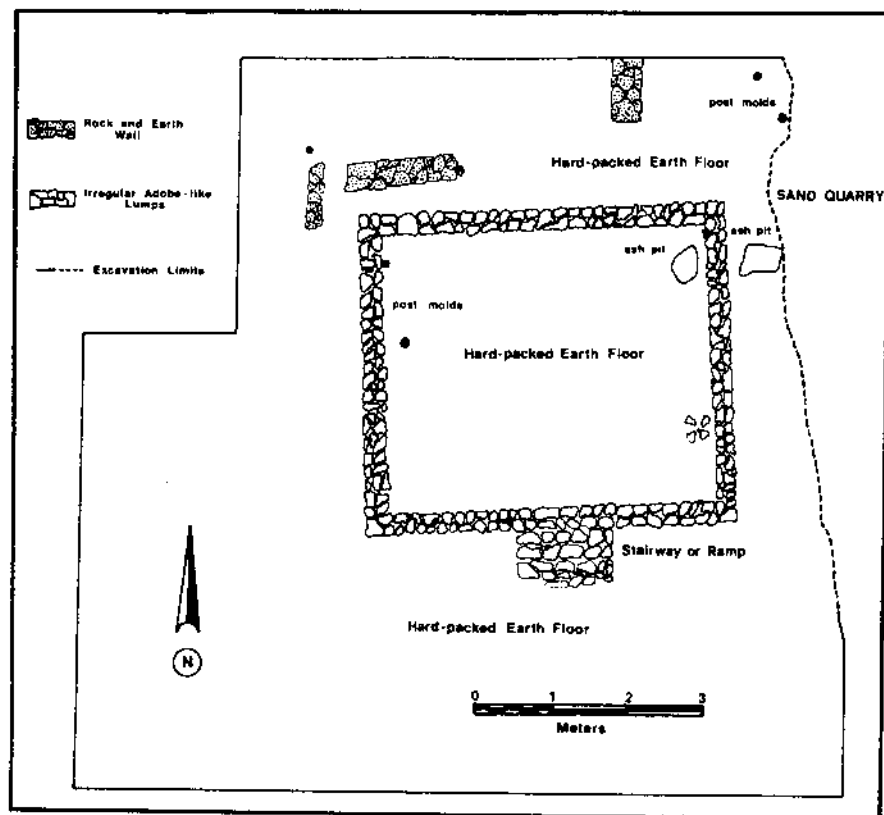 Rock and Earth
Wall
Irregular Adobe-like
Lumps
Excavation Limits
post molds
Hard-packed Earth Floor
SAND QUARRY
ash pit
ash pit
post molds
Hard-packed Earth Floor
Stairway or Ramp
Hard-packed Earth Floor
N
0 1 2 3
Meters